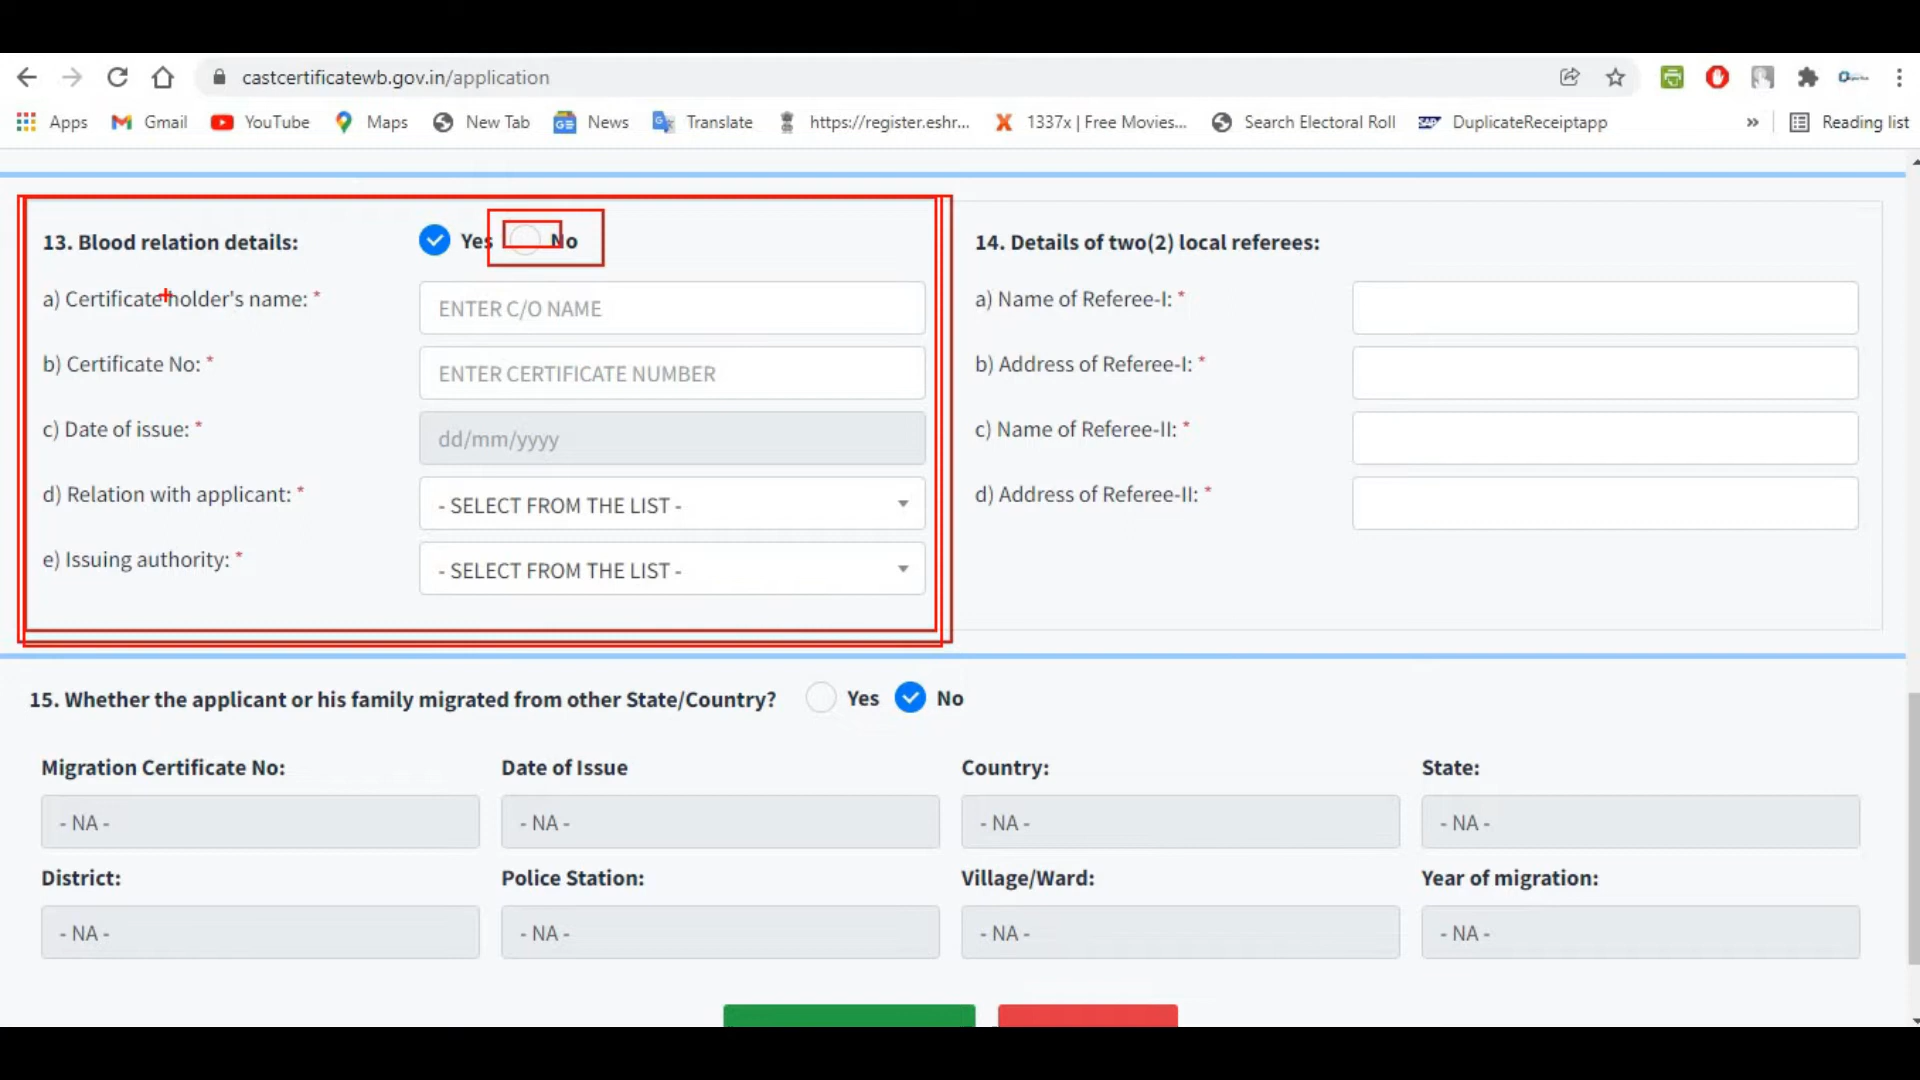 castcertificatewb.gov.in/application
Apps Gmail YouTube Maps New Tab News Translate https://register.eshr... 1337x | Free Movies... Search Electoral Roll DuplicateReceiptapp » Reading list
13. Blood relation details: Yes No
a) Certificate holder's name: * ENTER C/O NAME
b) Certificate No: * ENTER CERTIFICATE NUMBER
c) Date of issue: * dd/mm/yyyy
d) Relation with applicant: * - SELECT FROM THE LIST -
e) Issuing authority: * - SELECT FROM THE LIST -
14. Details of two(2) local referees:
a) Name of Referee-I: *
b) Address of Referee-I: *
c) Name of Referee-II: *
d) Address of Referee-II: *
15. Whether the applicant or his family migrated from other State/Country? Yes No
Migration Certificate No: Date of Issue Country: State:
- NA - - NA - - NA - - NA -
District: Police Station: Village/Ward: Year of migration:
- NA - - NA - - NA - - NA -